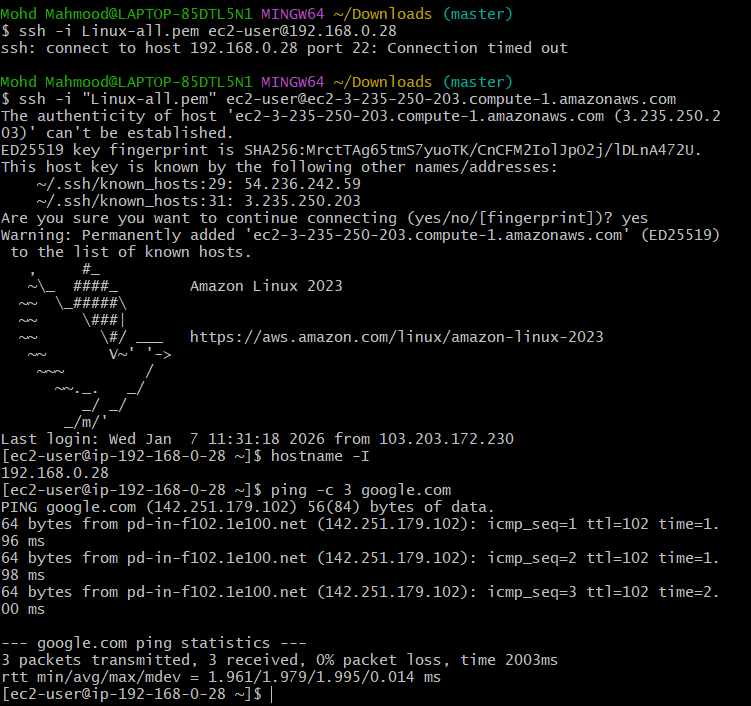 Mohd Mahmood@LAPTOP-85DTL5N1 MINGW64 ~/Downloads (master)
$ ssh -i Linux-all.pem ec2-user@192.168.0.28
ssh: connect to host 192.168.0.28 port 22: Connection timed out

Mohd Mahmood@LAPTOP-85DTL5N1 MINGW64 ~/Downloads (master)
$ ssh -i "Linux-all.pem" ec2-user@ec2-3-235-250-203.compute-1.amazonaws.com
The authenticity of host 'ec2-3-235-250-203.compute-1.amazonaws.com (3.235.250.2
03)' can't be established.
ED25519 key fingerprint is SHA256:MrctTAg65tmS7yuoTK/CnCFM2IolJpO2j/lDLnA472U.
This host key is known by the following other names/addresses:
    ~/.ssh/known_hosts:29: 54.236.242.59
    ~/.ssh/known_hosts:31: 3.235.250.203
Are you sure you want to continue connecting (yes/no/[fingerprint])? yes
Warning: Permanently added 'ec2-3-235-250-203.compute-1.amazonaws.com' (ED25519)
 to the list of known hosts.
   ,     #_
   ~\_  ####_        Amazon Linux 2023
  ~~  \_#####\
  ~~     \###|
  ~~       \#/ ___   https://aws.amazon.com/linux/amazon-linux-2023
   ~~       V~' '->
    ~~~         /
      ~~._.   _/
         _/ _/
       _/m/'
Last login: Wed Jan  7 11:31:18 2026 from 103.203.172.230
[ec2-user@ip-192-168-0-28 ~]$ hostname -I
192.168.0.28
[ec2-user@ip-192-168-0-28 ~]$ ping -c 3 google.com
PING google.com (142.251.179.102) 56(84) bytes of data.
64 bytes from pd-in-f102.1e100.net (142.251.179.102): icmp_seq=1 ttl=102 time=1.
96 ms
64 bytes from pd-in-f102.1e100.net (142.251.179.102): icmp_seq=2 ttl=102 time=1.
98 ms
64 bytes from pd-in-f102.1e100.net (142.251.179.102): icmp_seq=3 ttl=102 time=2.
00 ms

--- google.com ping statistics ---
3 packets transmitted, 3 received, 0% packet loss, time 2003ms
rtt min/avg/max/mdev = 1.961/1.979/1.995/0.014 ms
[ec2-user@ip-192-168-0-28 ~]$